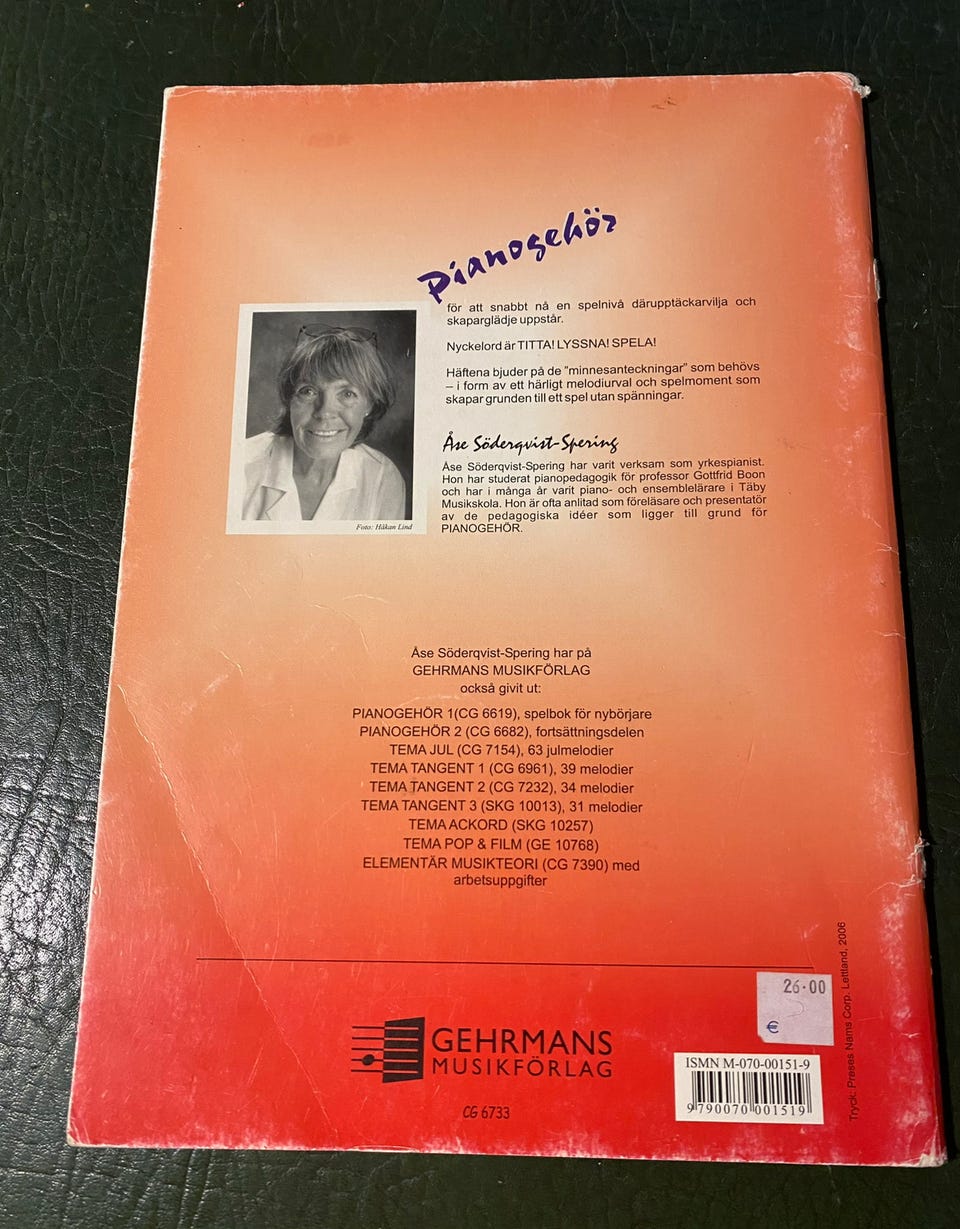 Pianogehör
för att snabbt nå en spelnivå därupptäckarvilja och
skaparglädje uppstår.
Nyckelord är TITTA! LYSSNA! SPELA!
Häften bjuder på de ”minnesanteckningar” som behövs
– i form av ett härligt melodiurval och spelmoment som
skapar grunden till ett spel utan spänningar.
Åse Söderqvist-Spering
Åse Söderqvist-Spering har varit verksam som yrkespianist.
Hon har studerat pianopedagogik för professor Gottfrid Boon
och har i många år varit piano- och ensemblelärare i Täby
Musikskola. Hon är ofta anlitad som föreläsare och presentatör
av de pedagogiska idéer som ligger till grund för
PIANOGEHÖR.
Foto: Håkan Lind
Åse Söderqvist-Spering har på
GEHRMANS MUSIKFÖRLAG
också givit ut:
PIANOGEHÖR 1(CG 6619), spelbok för nybörjare
PIANOGEHÖR 2 (CG 6682), fortsättningsdelen
TEMA JUL (CG 7154), 63 julmelodier
TEMA TANGENT 1 (CG 6961), 39 melodier
TEMA TANGENT 2 (CG 7232), 34 melodier
TEMA TANGENT 3 (SKG 10013), 31 melodier
TEMA ACKORD (SKG 10257)
TEMA POP & FILM (GE 10768)
ELEMENTÄR MUSIKTEORI (CG 7390) med
arbetsuppgifter
26·00
€
GEHRMANS
MUSIKFÖRLAG
CG 6733
ISMN M-070-00151-9
9 790070 001519
Tryck: Preses Nams Corp. Lettland, 2006